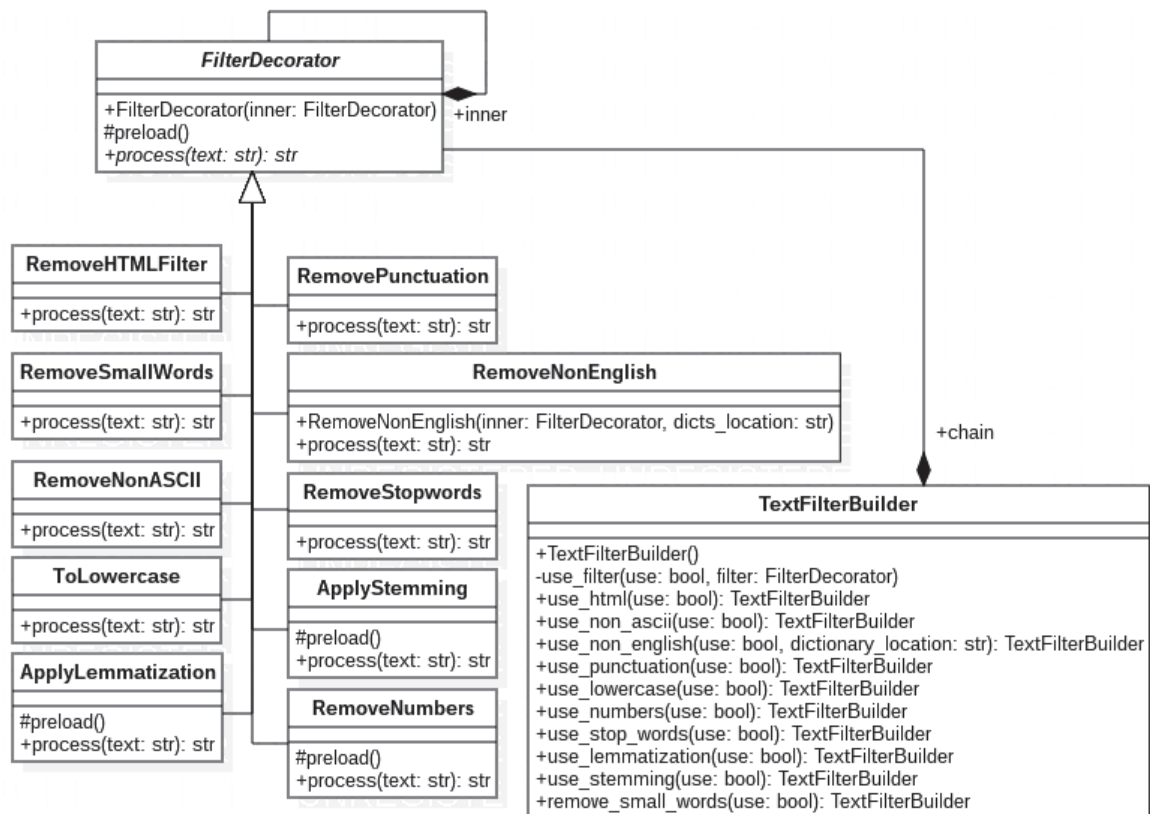 FilterDecorator
+FilterDecorator(inner: FilterDecorator)
#preload()
+process(text: str): str
+inner
RemoveHTMLFilter
+process(text: str): str
RemovePunctuation
+process(text: str): str
RemoveSmallWords
+process(text: str): str
RemoveNonEnglish
+RemoveNonEnglish(inner: FilterDecorator, dicts_location: str)
+process(text: str): str
RemoveNonASCII
+process(text: str): str
RemoveStopwords
+process(text: str): str
ToLowercase
+process(text: str): str
ApplyStemming
#preload()
+process(text: str): str
ApplyLemmatization
#preload()
+process(text: str): str
RemoveNumbers
#preload()
+process(text: str): str
+chain
TextFilterBuilder
+TextFilterBuilder()
-use_filter(use: bool, filter: FilterDecorator)
+use_html(use: bool): TextFilterBuilder
+use_non_ascii(use: bool): TextFilterBuilder
+use_non_english(use: bool, dictionary_location: str): TextFilterBuilder
+use_punctuation(use: bool): TextFilterBuilder
+use_lowercase(use: bool): TextFilterBuilder
+use_numbers(use: bool): TextFilterBuilder
+use_stop_words(use: bool): TextFilterBuilder
+use_lemmatization(use: bool): TextFilterBuilder
+use_stemming(use: bool): TextFilterBuilder
+remove_small_words(use: bool): TextFilterBuilder